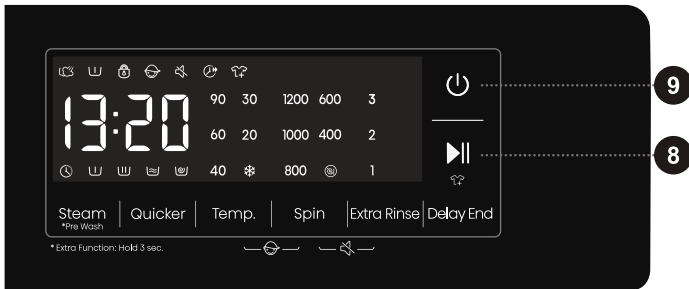 9
13:20
90 30 1200 600 3
60 20 1000 400 2
8
40 800 1
Steam Quicker Temp. Spin Extra Rinse Delay End
*Pre Wash
* Extra Function: Hold 3 sec.